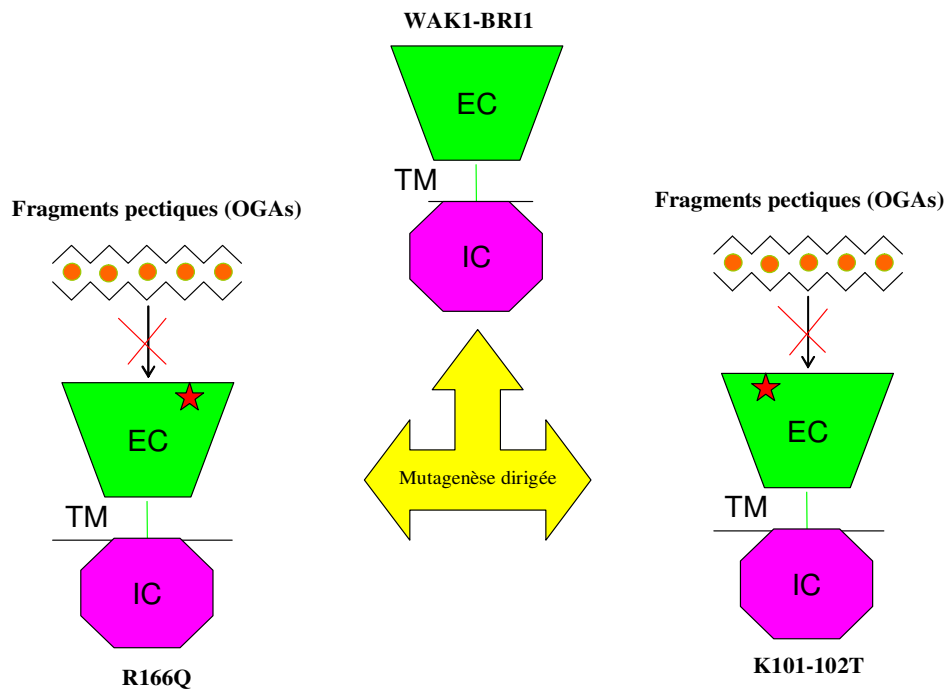 WAK1-BRI1
EC
TM
IC
Fragments pectiques (OGAs)
EC
TM
IC
R166Q
Mutagenèse dirigée
Fragments pectiques (OGAs)
EC
TM
IC
K101-102T